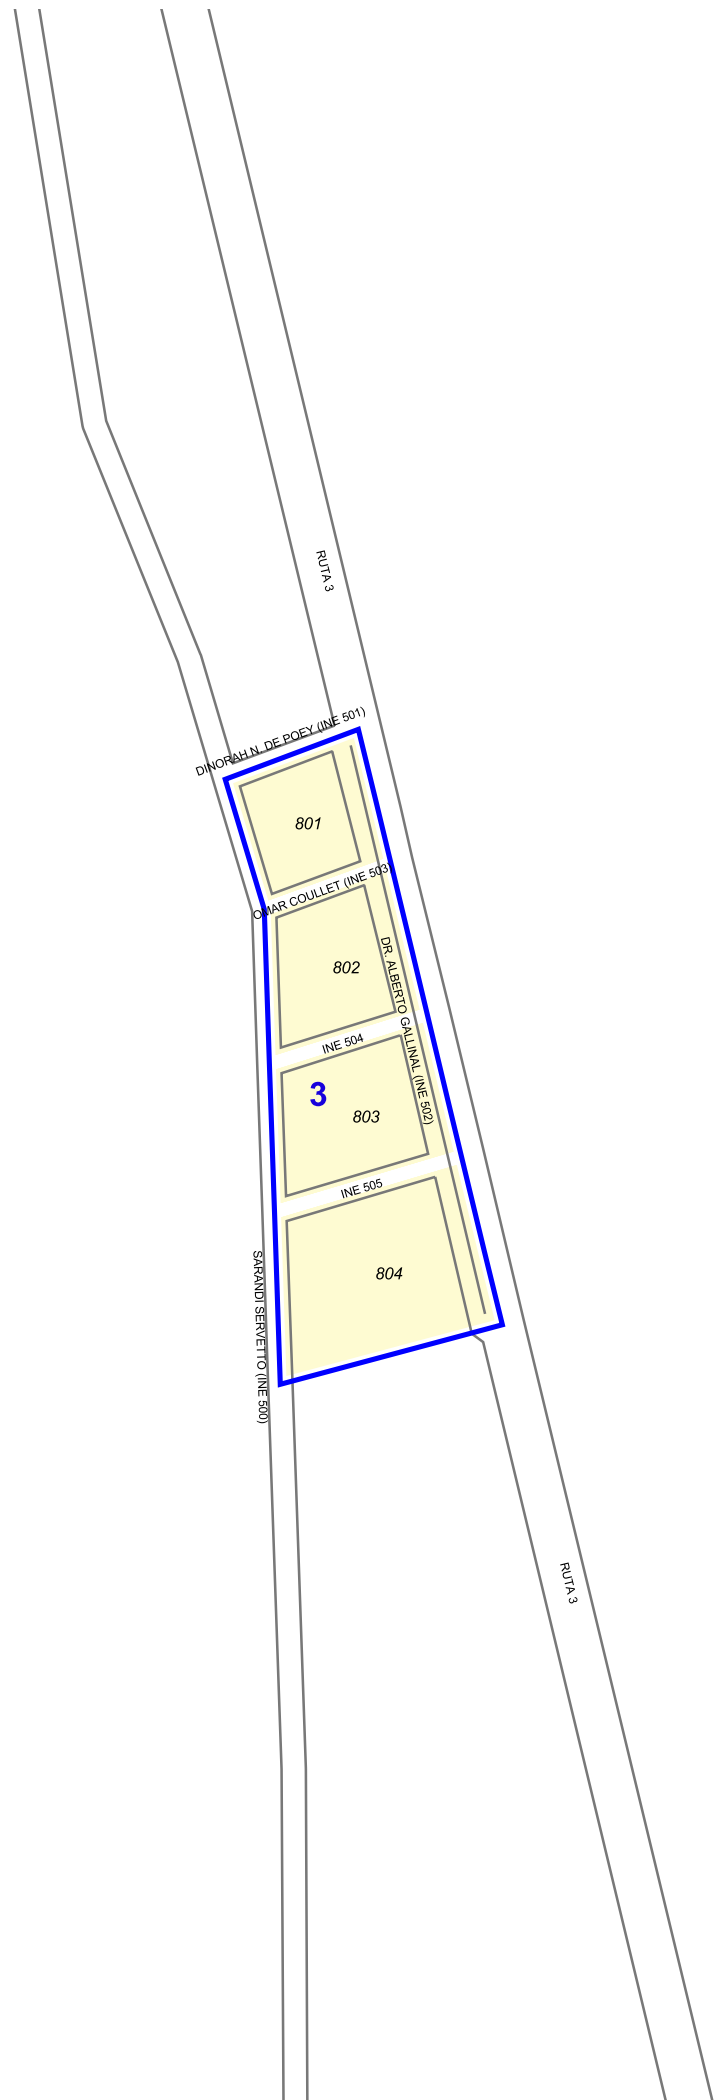 RUTA 3
DINORAH N. DE POEY (INE 501)
801
OMAR COULLET (INE 503)
802
DR. ALBERTO GALLINAL (INE 502)
INE 504
3
803
INE 505
804
SARANDI SERVETTO (INE 500)
RUTA 3